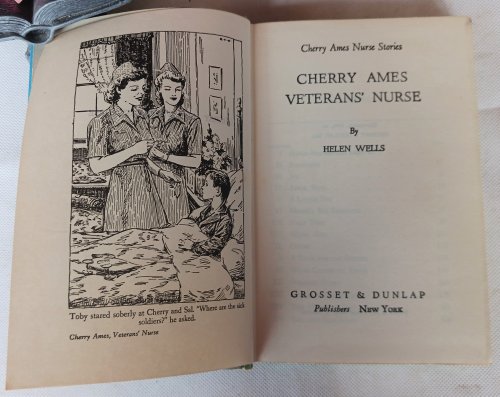 Toby stared soberly at Cherry and Sal. "Where are the sick
soldiers?" he asked.
Cherry Ames, Veterans' Nurse
Cherry Ames Nurse Stories
CHERRY AMES
VETERANS' NURSE
By
HELEN WELLS
GROSSET & DUNLAP
Publishers NEW YORK